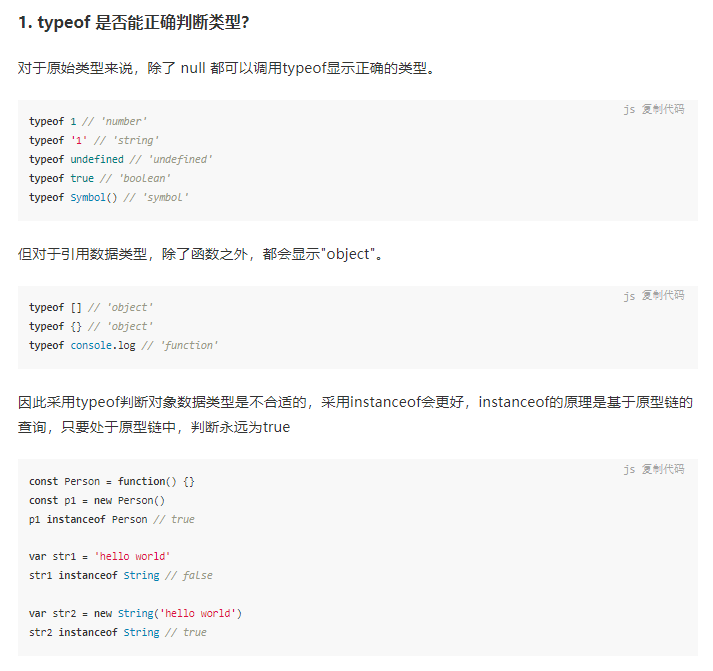 1. typeof 是否能正确判断类型?
对于原始类型来说，除了 null 都可以调用typeof显示正确的类型。
js 复制代码
typeof 1 // 'number'
typeof '1' // 'string'
typeof undefined // 'undefined'
typeof true // 'boolean'
typeof Symbol() // 'symbol'
但对于引用数据类型，除了函数之外，都会显示"object"。
js 复制代码
typeof [] // 'object'
typeof {} // 'object'
typeof console.log // 'function'
因此采用typeof判断对象数据类型是不合适的，采用instanceof会更好，instanceof的原理是基于原型链的
查询，只要处于原型链中，判断永远为true
js 复制代码
const Person = function() {}
const p1 = new Person()
p1 instanceof Person // true
var str1 = 'hello world'
str1 instanceof String // false
var str2 = new String('hello world')
str2 instanceof String // true